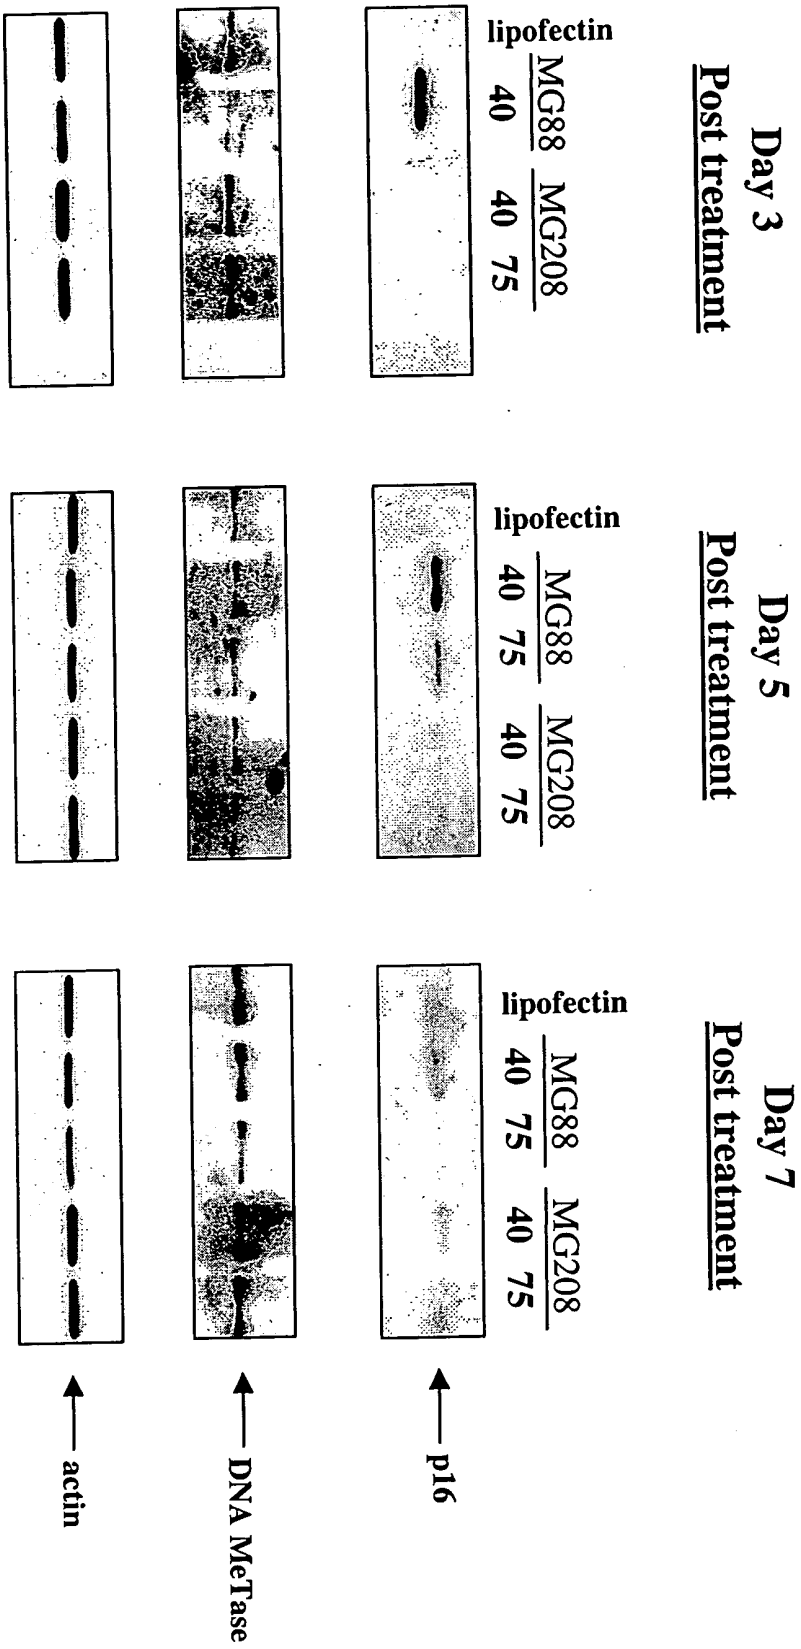 Day 3
Post treatment
lipofectin
MG88
MG208
40
40 75
Day 5
Post treatment
lipofectin
MG88
MG208
40 75
40 75
Day 7
Post treatment
lipofectin
MG88
MG208
40 75
40 75
p16
DNA MeTase
actin